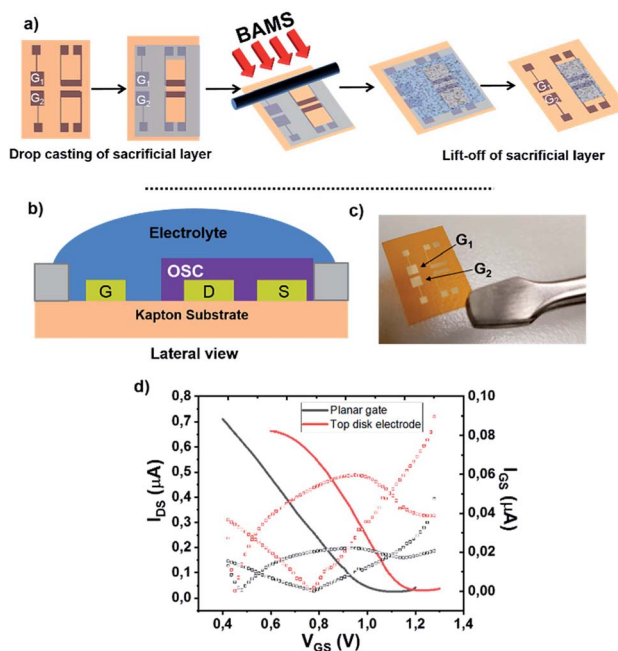 a)
BAMS
G₁
G₂
G₁
G₂
G₁
G₂
Drop casting of sacrificial layer
Lift-off of sacrificial layer
b)
Electrolyte
OSC
G
D
S
Kapton Substrate
Lateral view
c)
G₁
G₂
d)
0,8
0,7
0,6
0,5
0,4
0,3
0,2
0,1
0,0
I_DS (μA)
Planar gate
Top disk electrode
0,10
0,08
0,06
0,04
0,02
0,00
I_GS (μA)
0,4 0,6 0,8 1,0 1,2 1,4
V_GS (V)